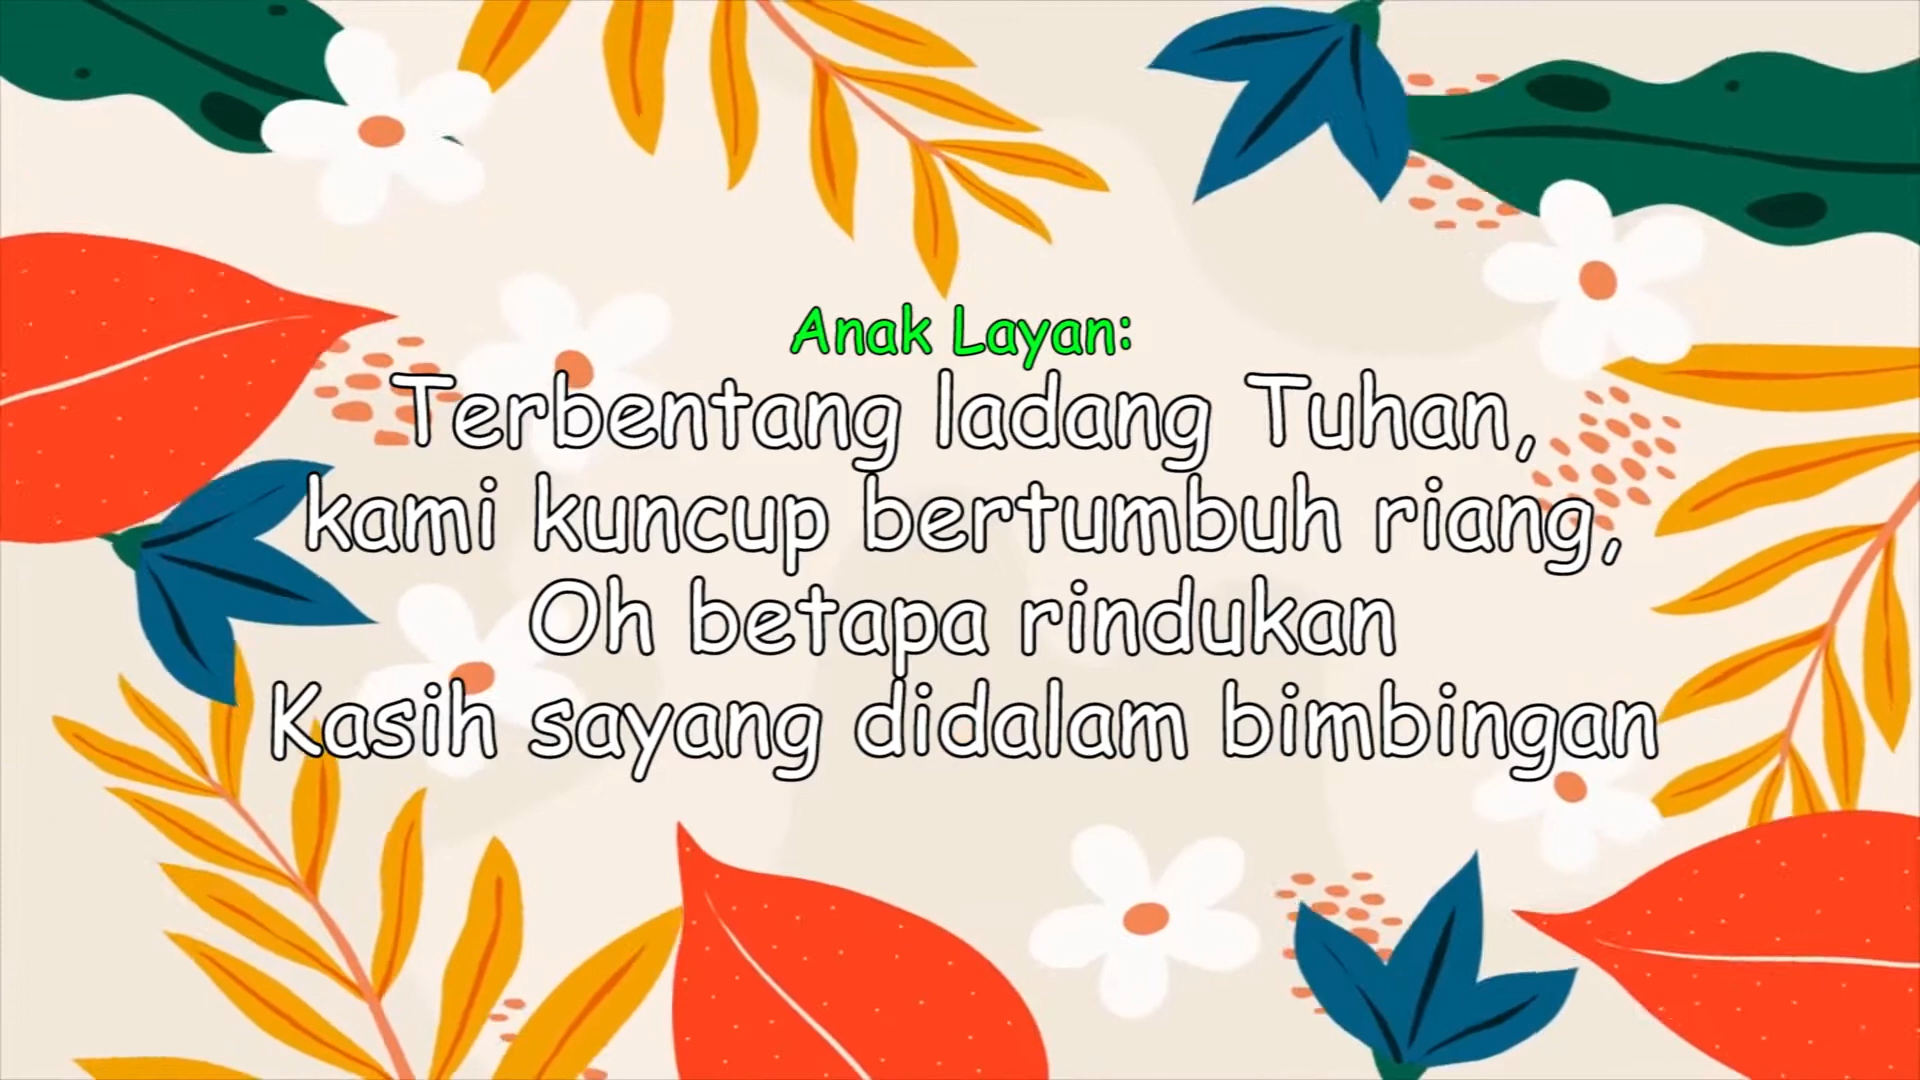 Anak Layan:
Terbentang ladang Tuhan,
kami kuncup bertumbuh riang,
Oh betapa rindukan
Kasih sayang didalam bimbingan